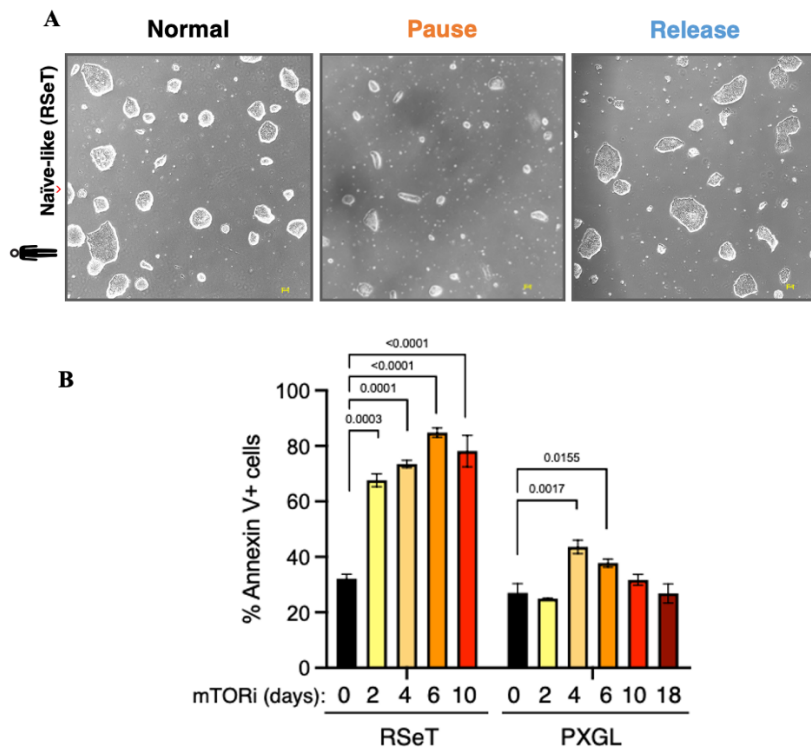 A
Normal
Pause
Release
Naïve-like (RSeT)
B
<0.0001
<0.0001
0.0001
0.0003
0.0155
0.0017
% Annexin V+ cells
100
80
60
40
20
0
mTORi (days): 0 2 4 6 10 0 2 4 6 10 18
RSeT PXGL